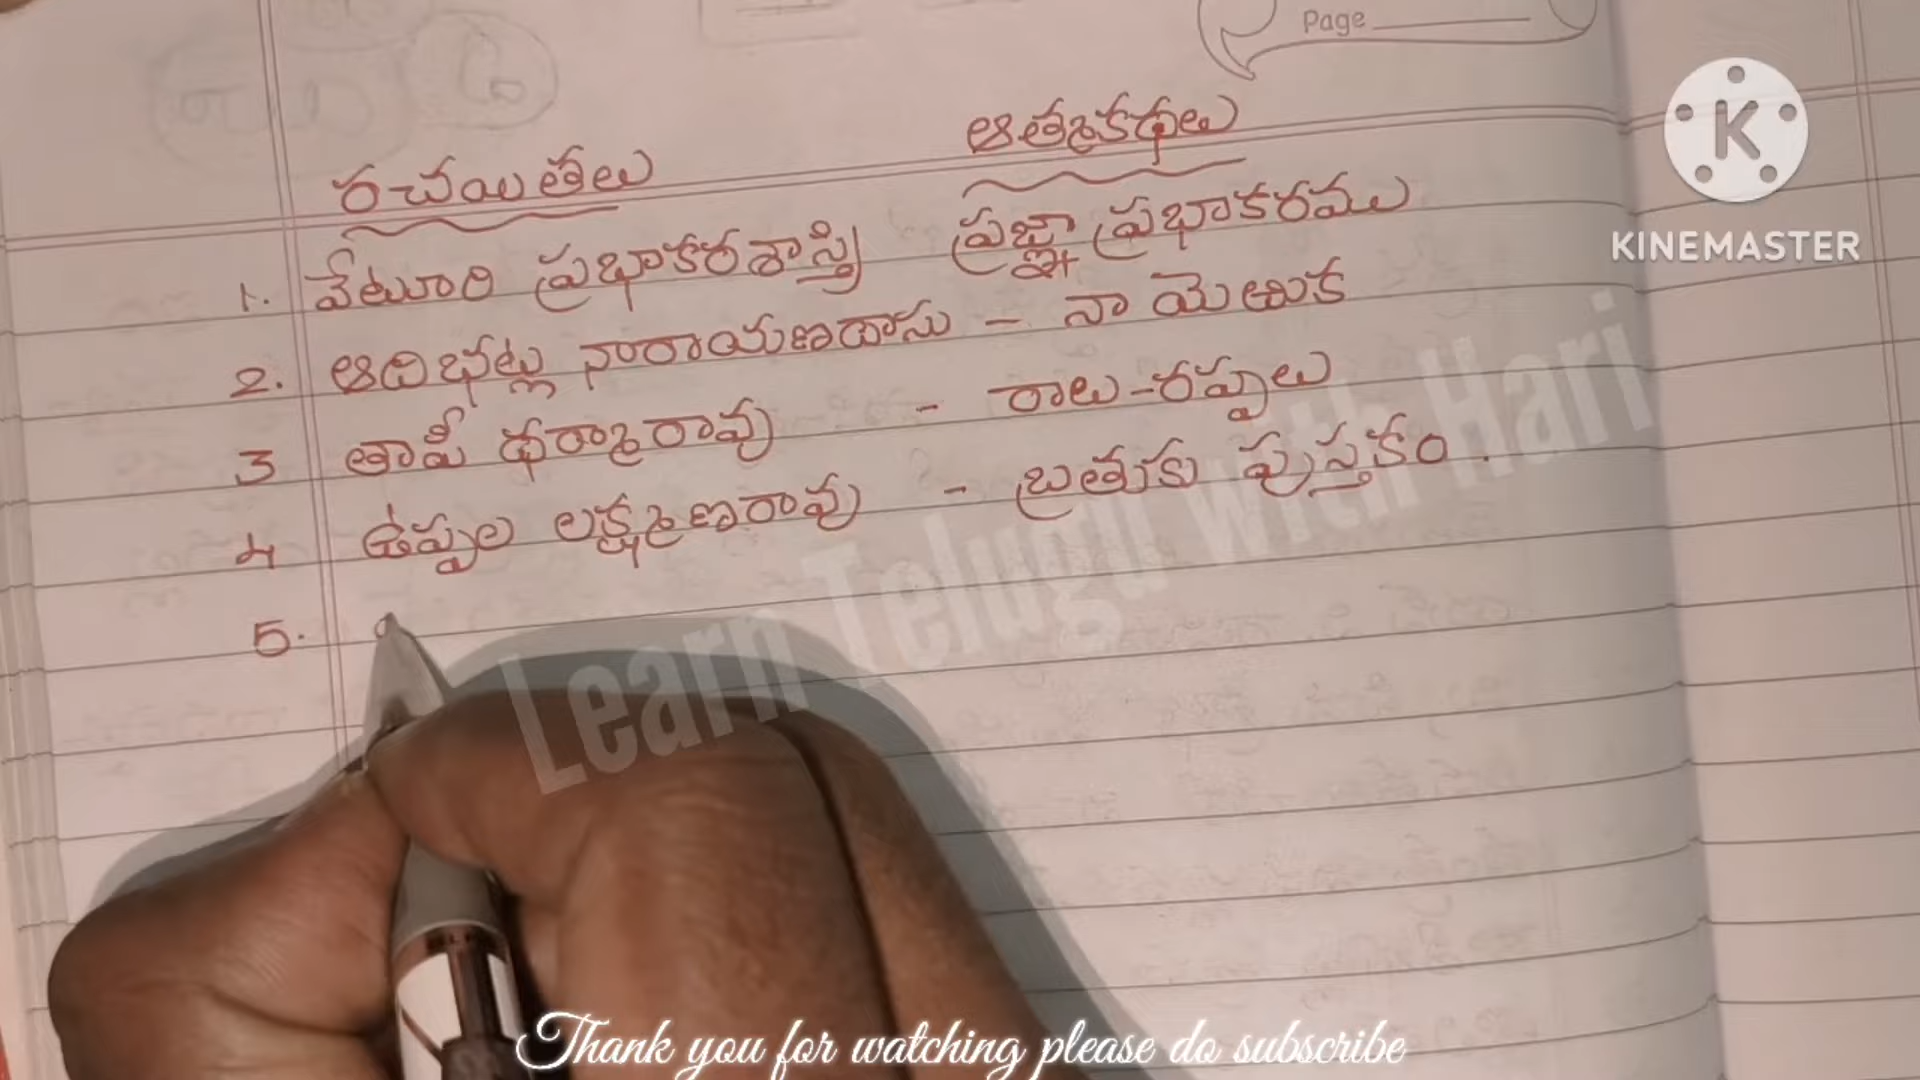 Page
రచయితలు ఆత్మకథలు
1. వేటూరి ప్రభాకరశాస్త్రి ప్రజ్ఞా ప్రభాకరము
2. ఆదిభట్ల నారాయణదాసు - నా యెఱుక
3 తాపీ ధర్మారావు - రాలు-రప్పలు
4 ఉప్పల లక్ష్మణరావు - బ్రతుకు పుస్తకం.
5.
K
KINEMASTER
Learn Telugu with Hari
Thank you for watching please do subscribe